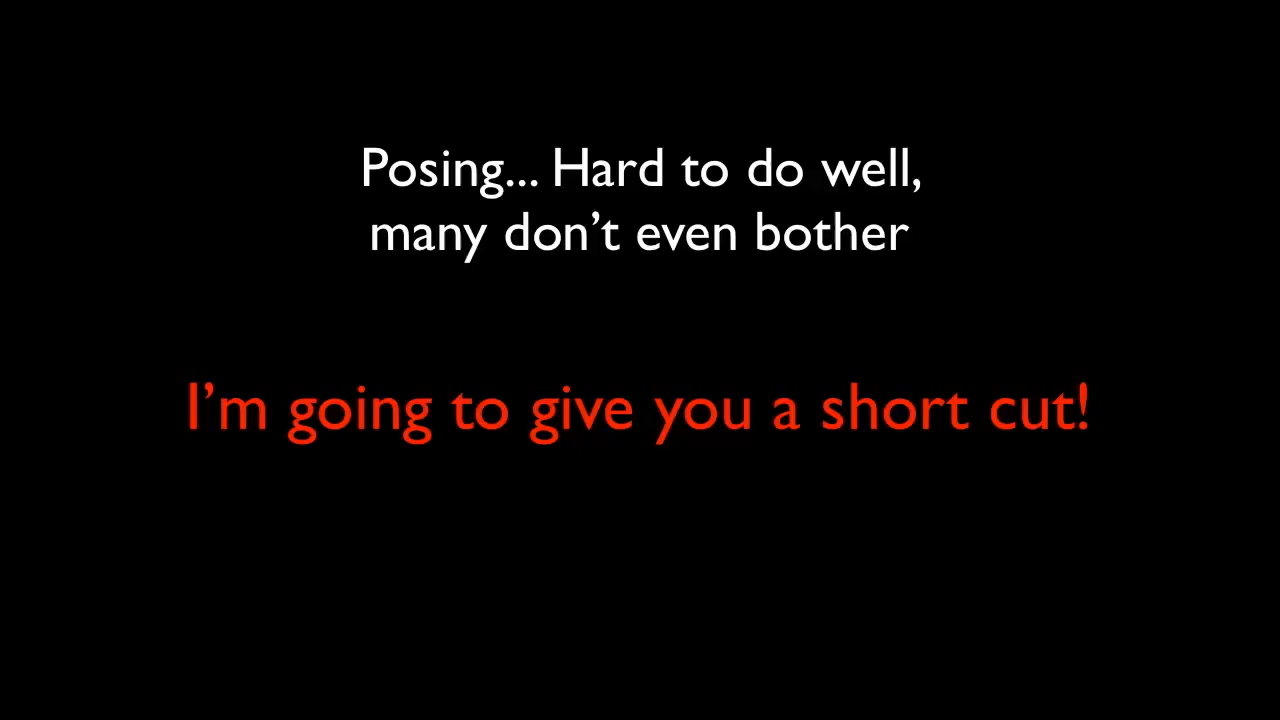 Posing... Hard to do well,
many don’t even bother
I’m going to give you a short cut!